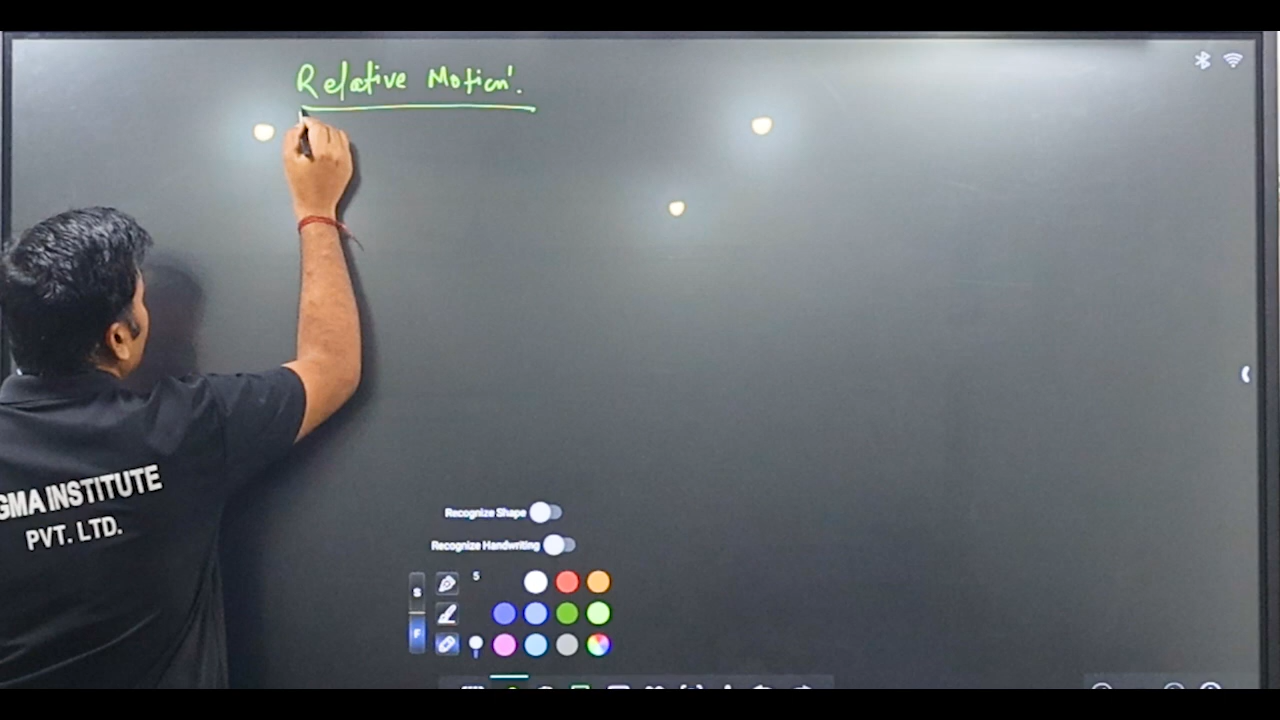 Relative Motion'.
GMA INSTITUTE
PVT. LTD.
Recognize Shape
Recognize Handwriting
5
S
F